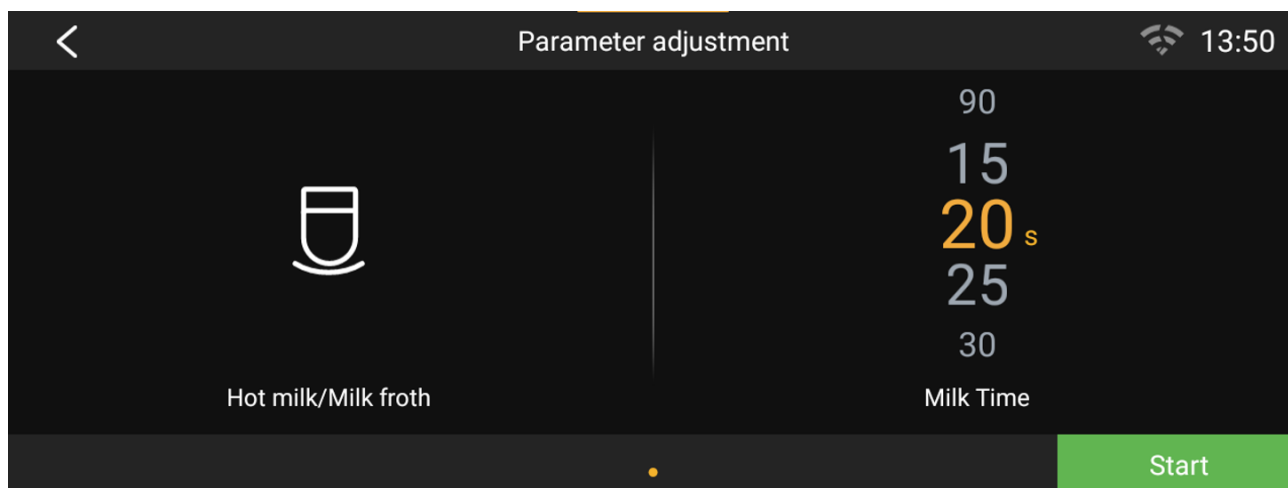 Parameter adjustment
13:50
90
15
20 s
25
30
Hot milk/Milk froth
Milk Time
Start